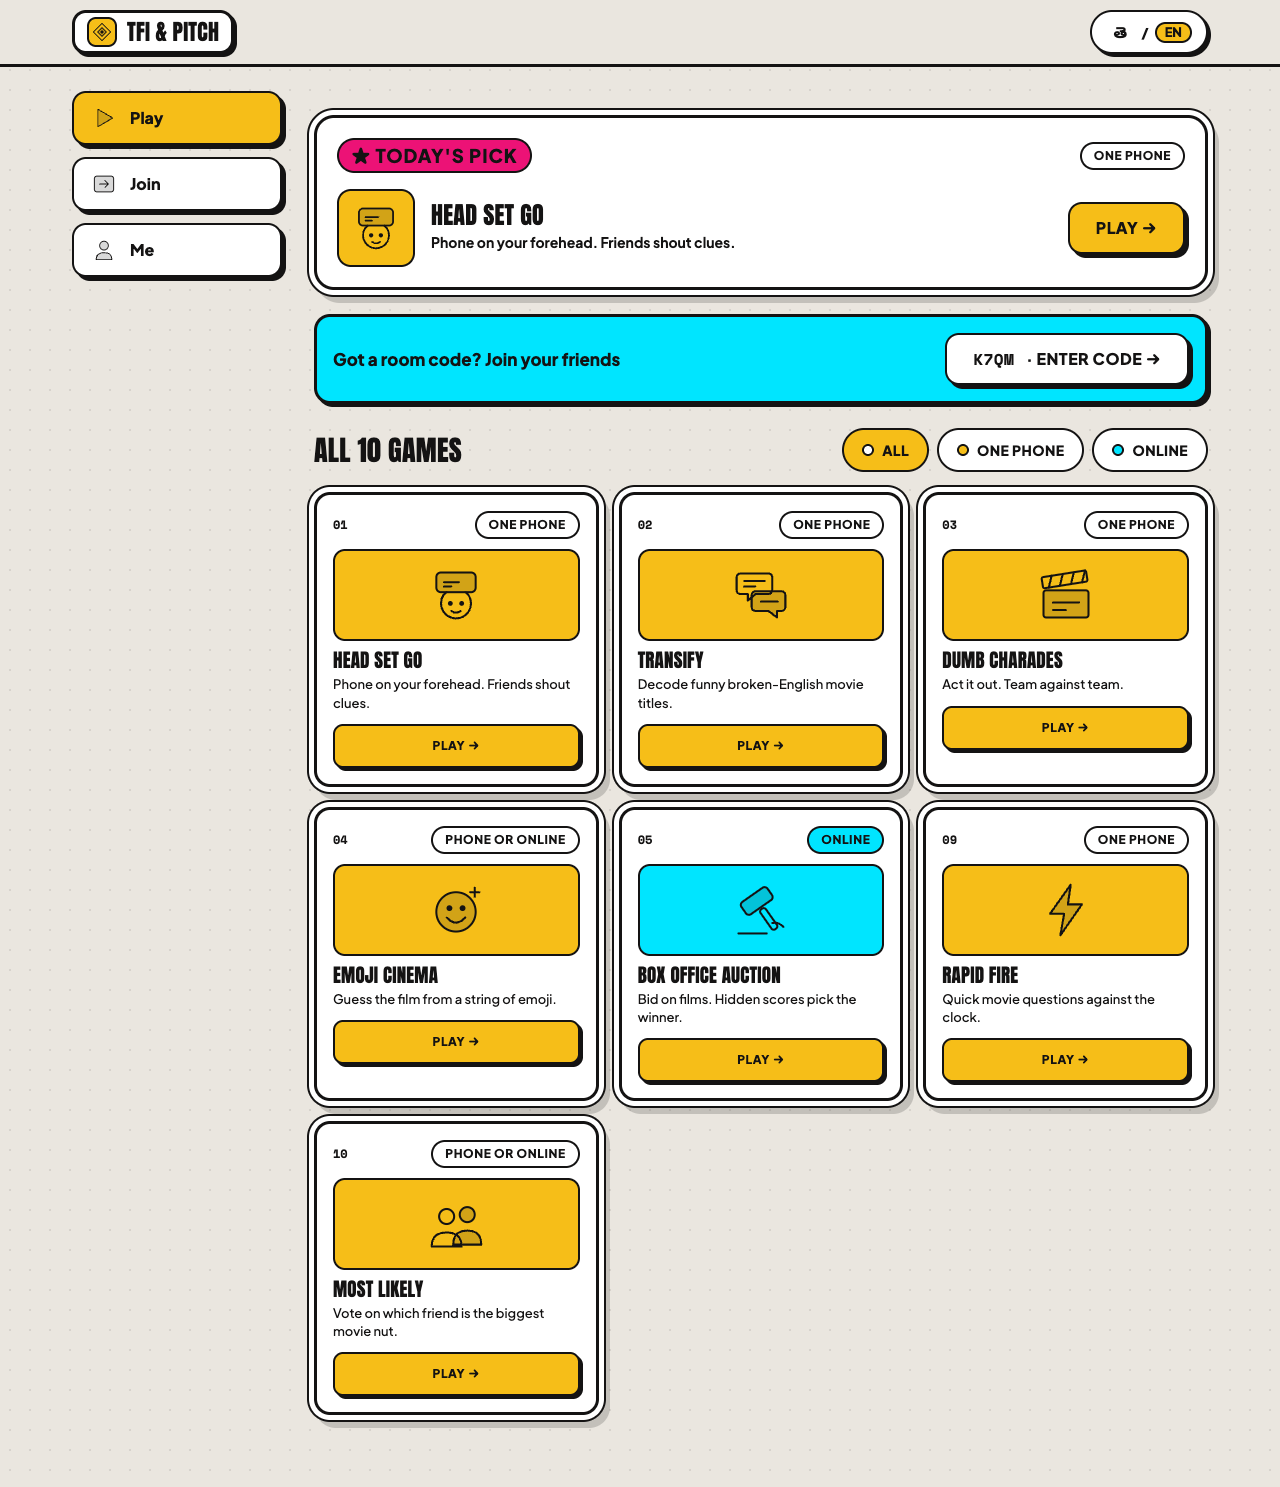 TFI & PITCH
తె / EN
Play
Join
Me
★ TODAY'S PICK
ONE PHONE
HEAD SET GO
Phone on your forehead. Friends shout clues.
PLAY →
Got a room code? Join your friends
K7QM · ENTER CODE →
ALL 10 GAMES
ALL
ONE PHONE
ONLINE
01 ONE PHONE
HEAD SET GO
Phone on your forehead. Friends shout
clues.
PLAY →
02 ONE PHONE
TRANSIFY
Decode funny broken-English movie
titles.
PLAY →
03 ONE PHONE
DUMB CHARADES
Act it out. Team against team.
PLAY →
04 PHONE OR ONLINE
EMOJI CINEMA
Guess the film from a string of emoji.
PLAY →
05 ONLINE
BOX OFFICE AUCTION
Bid on films. Hidden scores pick the
winner.
PLAY →
09 ONE PHONE
RAPID FIRE
Quick movie questions against the
clock.
PLAY →
10 PHONE OR ONLINE
MOST LIKELY
Vote on which friend is the biggest
movie nut.
PLAY →